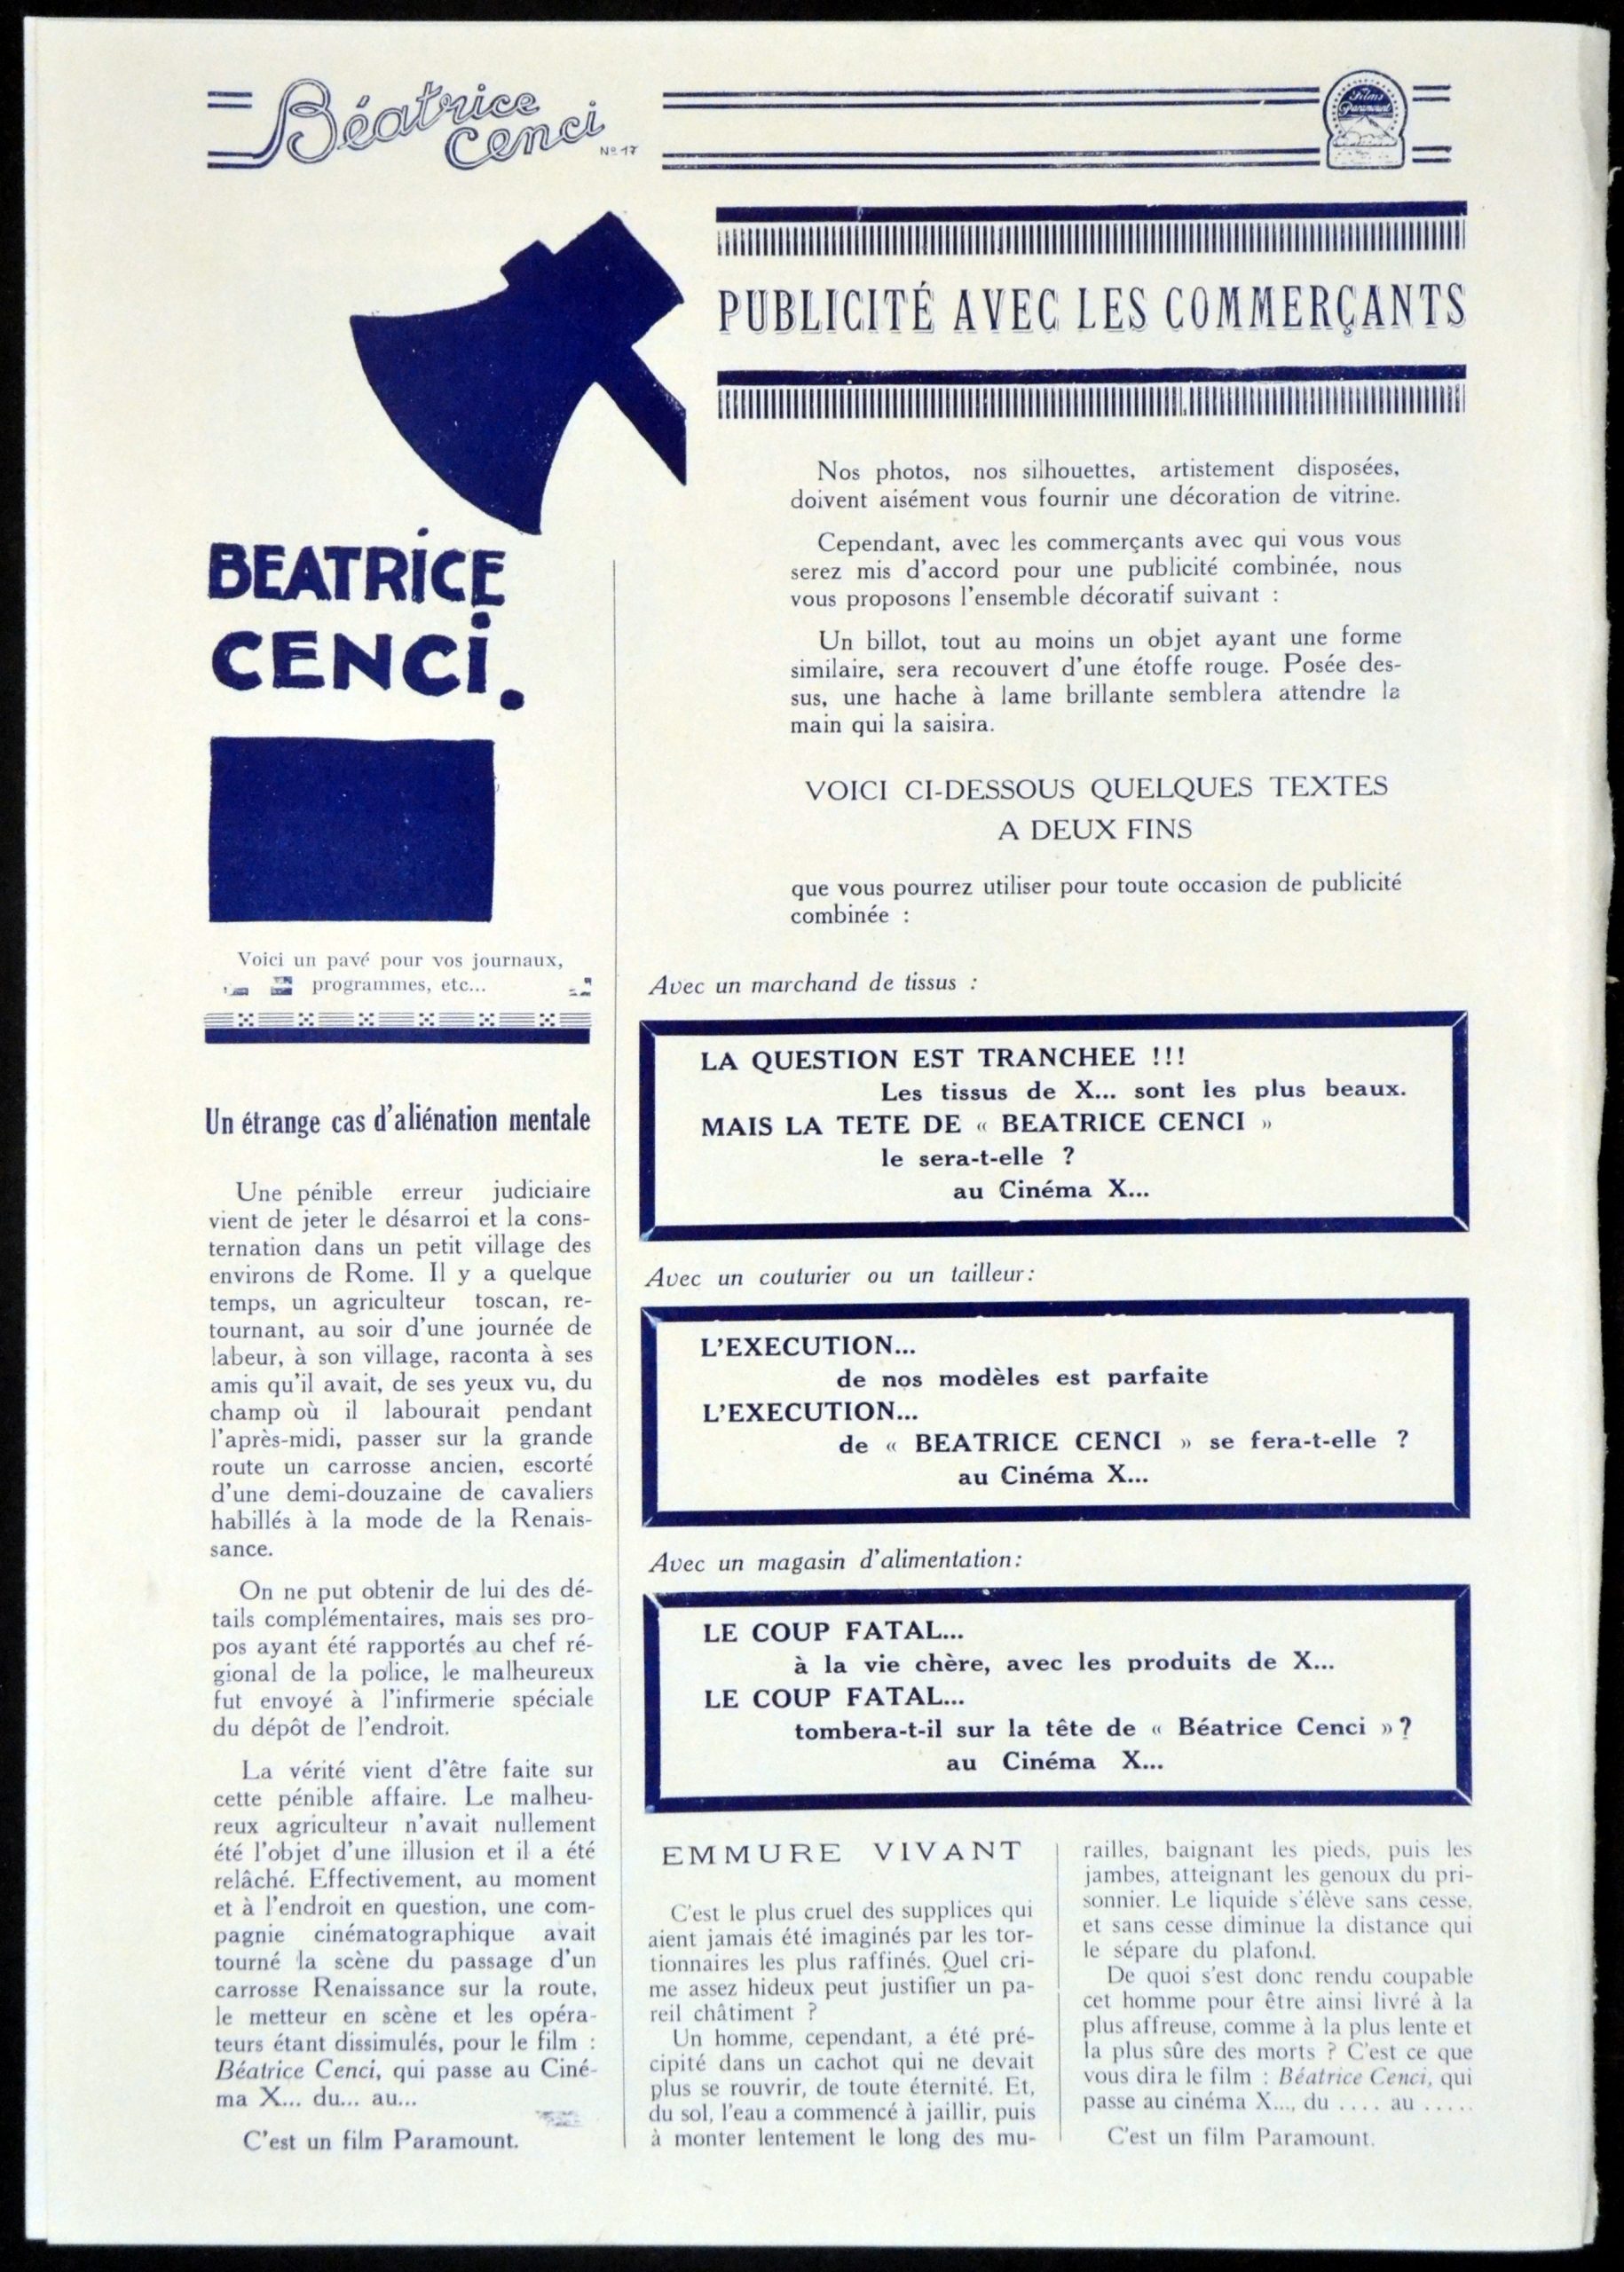 Béatrice
Cenci
Nº 17
Films
Paramount
BEATRICE
CENCI.
Voici un pavé pour vos journaux,
programmes, etc...
Un étrange cas d'aliénation mentale
Une pénible erreur judiciaire
vient de jeter le désarroi et la cons-
ternation dans un petit village des
environs de Rome. Il y a quelque
temps, un agriculteur toscan, re-
tournant, au soir d'une journée de
labeur, à son village, raconta à ses
amis qu'il avait, de ses yeux vu, du
champ où il labourait pendant
l'après-midi, passer sur la grande
route un carrosse ancien, escorté
d'une demi-douzaine de cavaliers
habillés à la mode de la Renais-
sance.
On ne put obtenir de lui des dé-
tails complémentaires, mais ses pro-
pos ayant été rapportés au chef ré-
gional de la police, le malheureux
fut envoyé à l'infirmerie spéciale
du dépôt de l'endroit.
La vérité vient d'être faite sur
cette pénible affaire. Le malheu-
reux agriculteur n'avait nullement
été l'objet d'une illusion et il a été
relâché. Effectivement, au moment
et à l'endroit en question, une com-
pagnie cinématographique avait
tourné la scène du passage d'un
carrosse Renaissance sur la route,
le metteur en scène et les opéra-
teurs étant dissimulés, pour le film :
Béatrice Cenci, qui passe au Ciné-
ma X... du... au...
C'est un film Paramount.
PUBLICITÉ AVEC LES COMMERÇANTS
Nos photos, nos silhouettes, artistement disposées,
doivent aisément vous fournir une décoration de vitrine.
Cependant, avec les commerçants avec qui vous vous
serez mis d'accord pour une publicité combinée, nous
vous proposons l'ensemble décoratif suivant :
Un billot, tout au moins un objet ayant une forme
similaire, sera recouvert d'une étoffe rouge. Posée des-
sus, une hache à lame brillante semblera attendre la
main qui la saisira.
VOICI CI-DESSOUS QUELQUES TEXTES
A DEUX FINS
que vous pourrez utiliser pour toute occasion de publicité
combinée :
Avec un marchand de tissus :
LA QUESTION EST TRANCHEE !!!
Les tissus de X... sont les plus beaux.
MAIS LA TETE DE « BEATRICE CENCI »
le sera-t-elle ?
au Cinéma X...
Avec un couturier ou un tailleur :
L'EXECUTION...
de nos modèles est parfaite
L'EXECUTION...
de « BEATRICE CENCI » se fera-t-elle ?
au Cinéma X...
Avec un magasin d'alimentation :
LE COUP FATAL...
à la vie chère, avec les produits de X...
LE COUP FATAL...
tombera-t-il sur la tête de « Béatrice Cenci » ?
au Cinéma X...
EMMURE VIVANT
C'est le plus cruel des supplices qui
aient jamais été imaginés par les tor-
tionnaires les plus raffinés. Quel cri-
me assez hideux peut justifier un pa-
reil châtiment ?
Un homme, cependant, a été pré-
cipité dans un cachot qui ne devait
plus se rouvrir, de toute éternité. Et,
du sol, l'eau a commencé à jaillir, puis
à monter lentement le long des mu-
railles, baignant les pieds, puis les
jambes, atteignant les genoux du pri-
sonnier. Le liquide s'élève sans cesse,
et sans cesse diminue la distance qui
le sépare du plafond.
De quoi s'est donc rendu coupable
cet homme pour être ainsi livré à la
plus affreuse, comme à la plus lente et
la plus sûre des morts ? C'est ce que
vous dira le film : Béatrice Cenci, qui
passe au cinéma X..., du .... au .....
C'est un film Paramount.